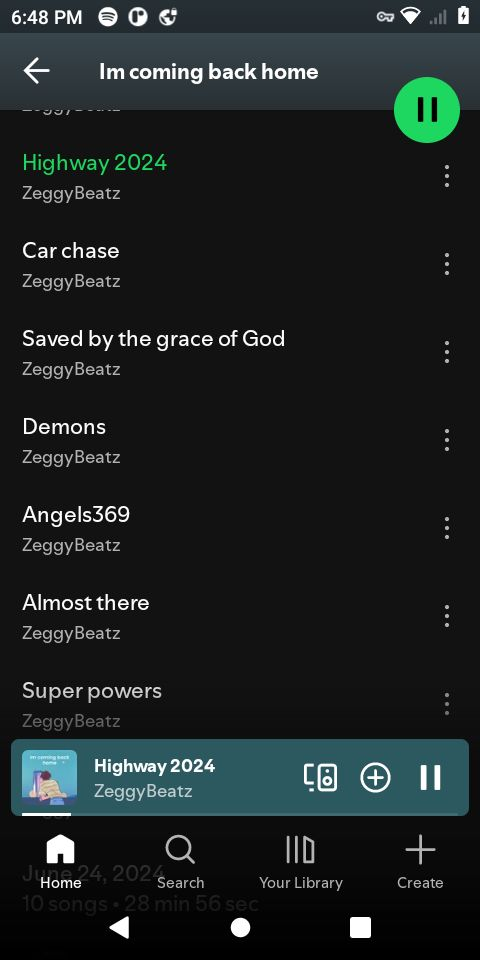 6:48 PM
Im coming back home
ZeggyBeatz
Highway 2024
ZeggyBeatz
Car chase
ZeggyBeatz
Saved by the grace of God
ZeggyBeatz
Demons
ZeggyBeatz
Angels369
ZeggyBeatz
Almost there
ZeggyBeatz
Super powers
ZeggyBeatz
im coming back
home
Highway 2024
ZeggyBeatz
June 24, 2024
Home
Search
Your Library
Create
10 songs • 28 min 56 sec